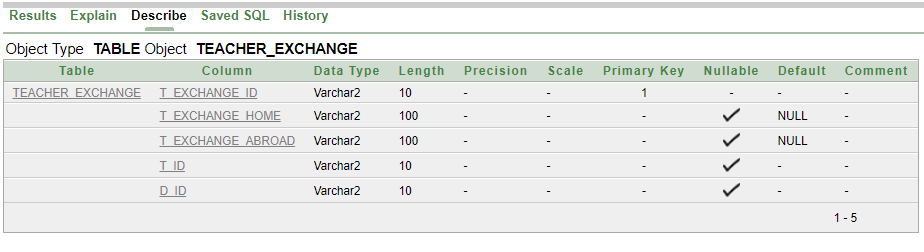 Results Explain Describe Saved SQL History
Object Type TABLE Object TEACHER_EXCHANGE
Table Column Data Type Length Precision Scale Primary Key Nullable Default Comment
TEACHER_EXCHANGE T_EXCHANGE_ID Varchar2 10 - - 1 - - -
T_EXCHANGE_HOME Varchar2 100 - - - ✓ NULL -
T_EXCHANGE_ABROAD Varchar2 100 - - - ✓ NULL -
T_ID Varchar2 10 - - - ✓ - -
D_ID Varchar2 10 - - - ✓ - -
1 - 5